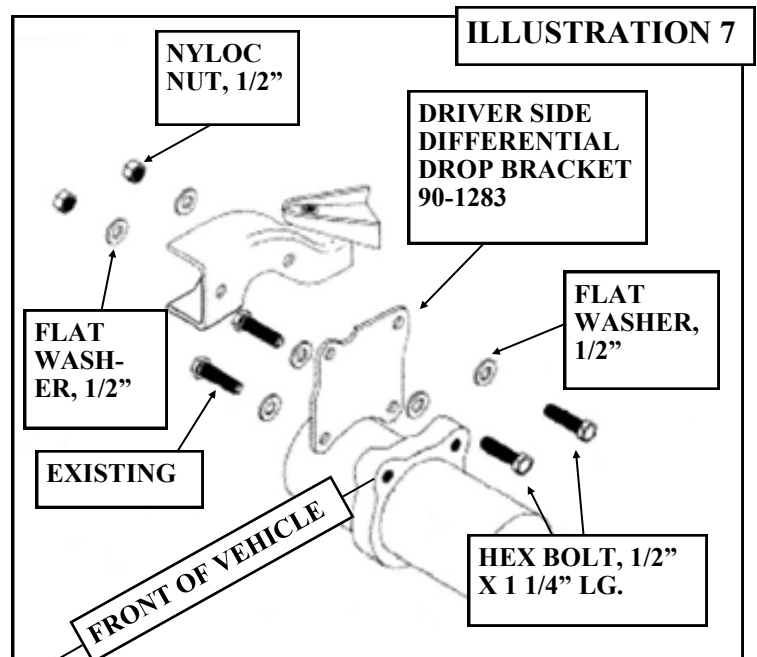 ILLUSTRATION 7
NYLOC
NUT, 1/2”
DRIVER SIDE
DIFFERENTIAL
DROP BRACKET
90-1283
FLAT
WASH-
ER, 1/2”
FLAT
WASHER,
1/2”
EXISTING
FRONT OF VEHICLE
HEX BOLT, 1/2”
X 1 1/4” LG.